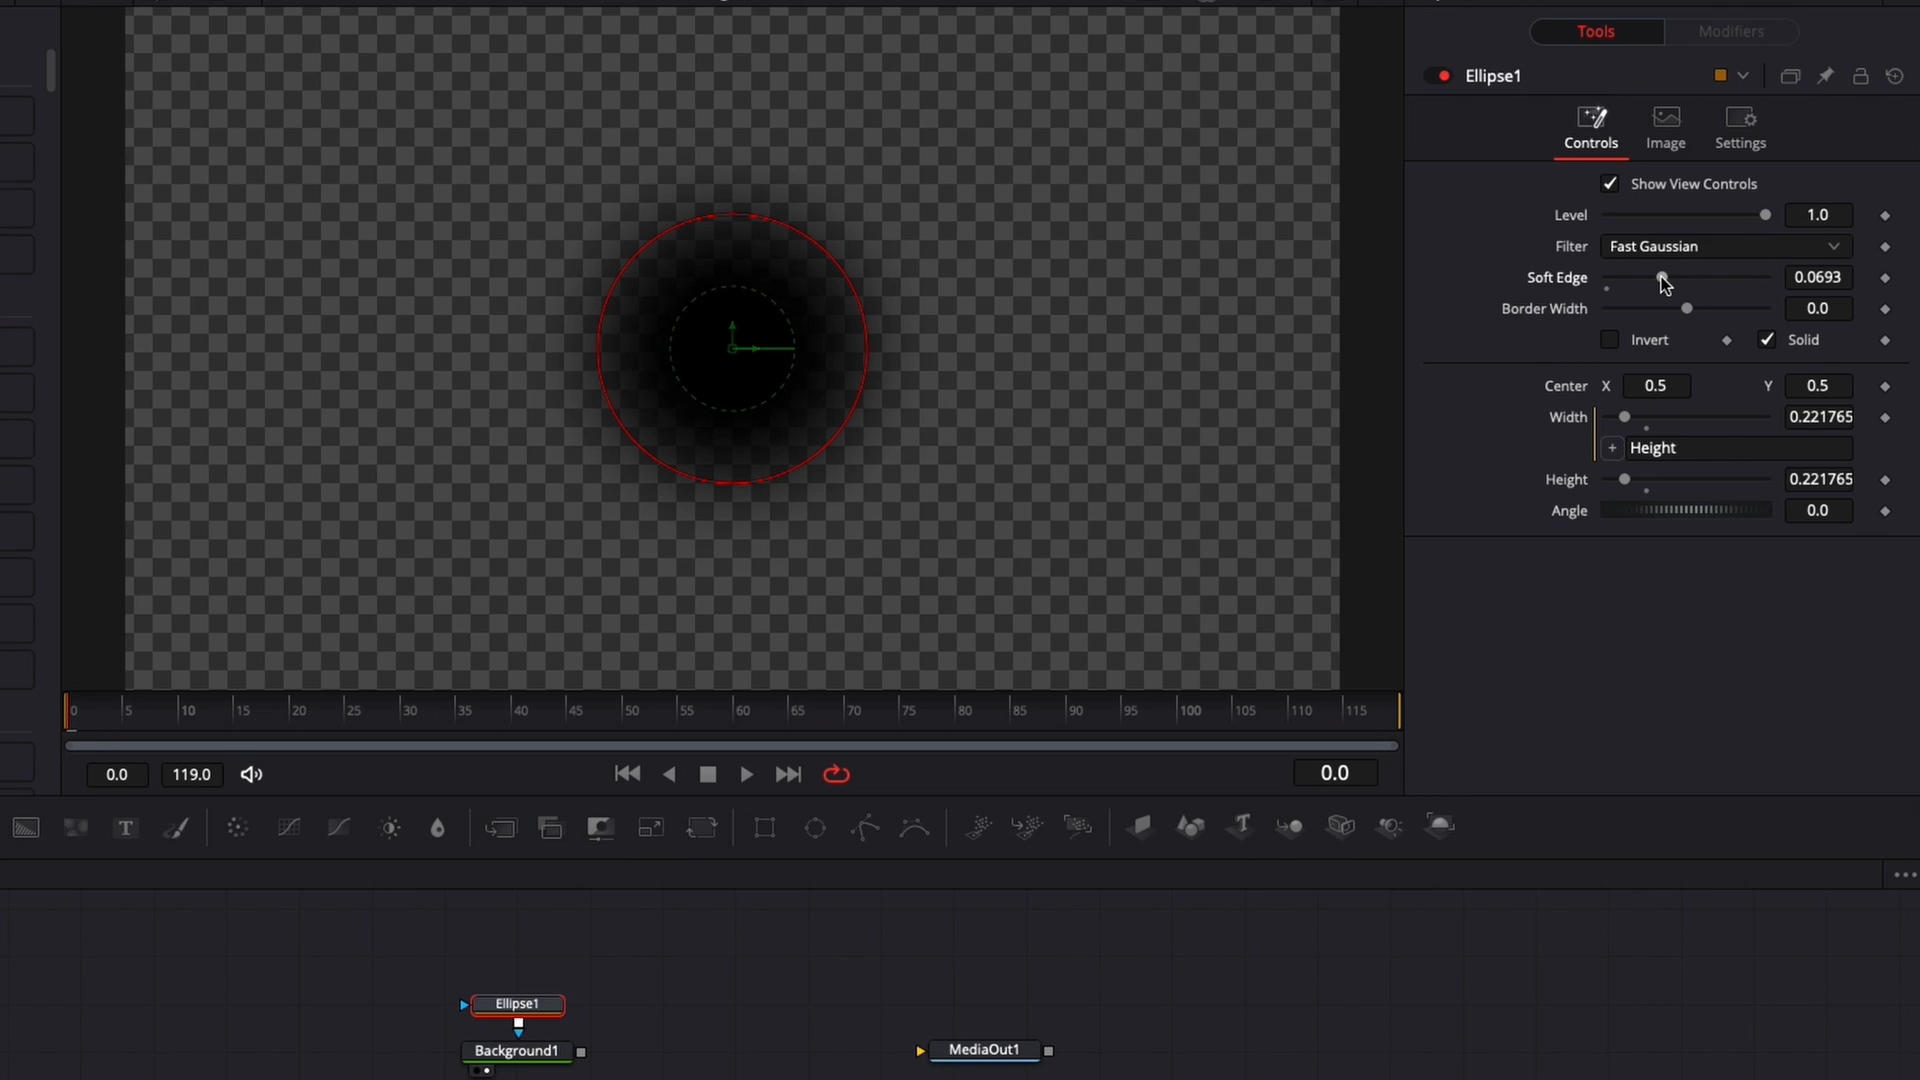 Tools Modifiers
Ellipse1
Controls Image Settings
Show View Controls
Level 1.0
Filter Fast Gaussian
Soft Edge 0.0693
Border Width 0.0
Invert Solid
Center X 0.5 Y 0.5
Width 0.221765
+ Height
Height 0.221765
Angle 0.0
0 5 10 15 20 25 30 35 40 45 50 55 60 65 70 75 80 85 90 95 100 105 110 115
0.0 119.0 0.0
T T
Ellipse1
Background1 MediaOut1